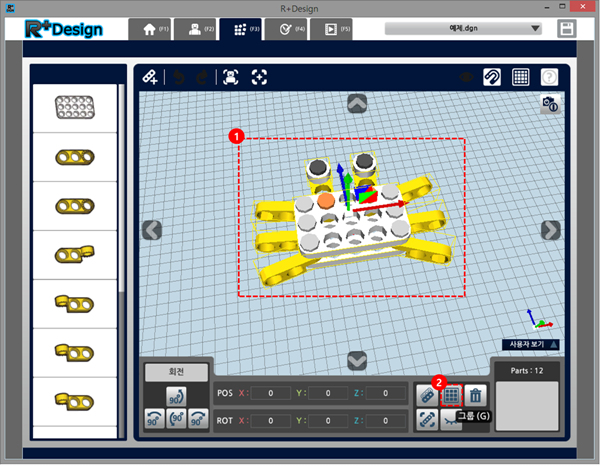 R+Design
R+Design
(F1)
(F2)
(F3)
(F4)
(F5)
예제.dgn
1
사용자 보기
회전
90°
90°
90°
90°
POS X: 0 Y: 0 Z: 0
ROT X: 0 Y: 0 Z: 0
2
그룹 (G)
Parts : 12